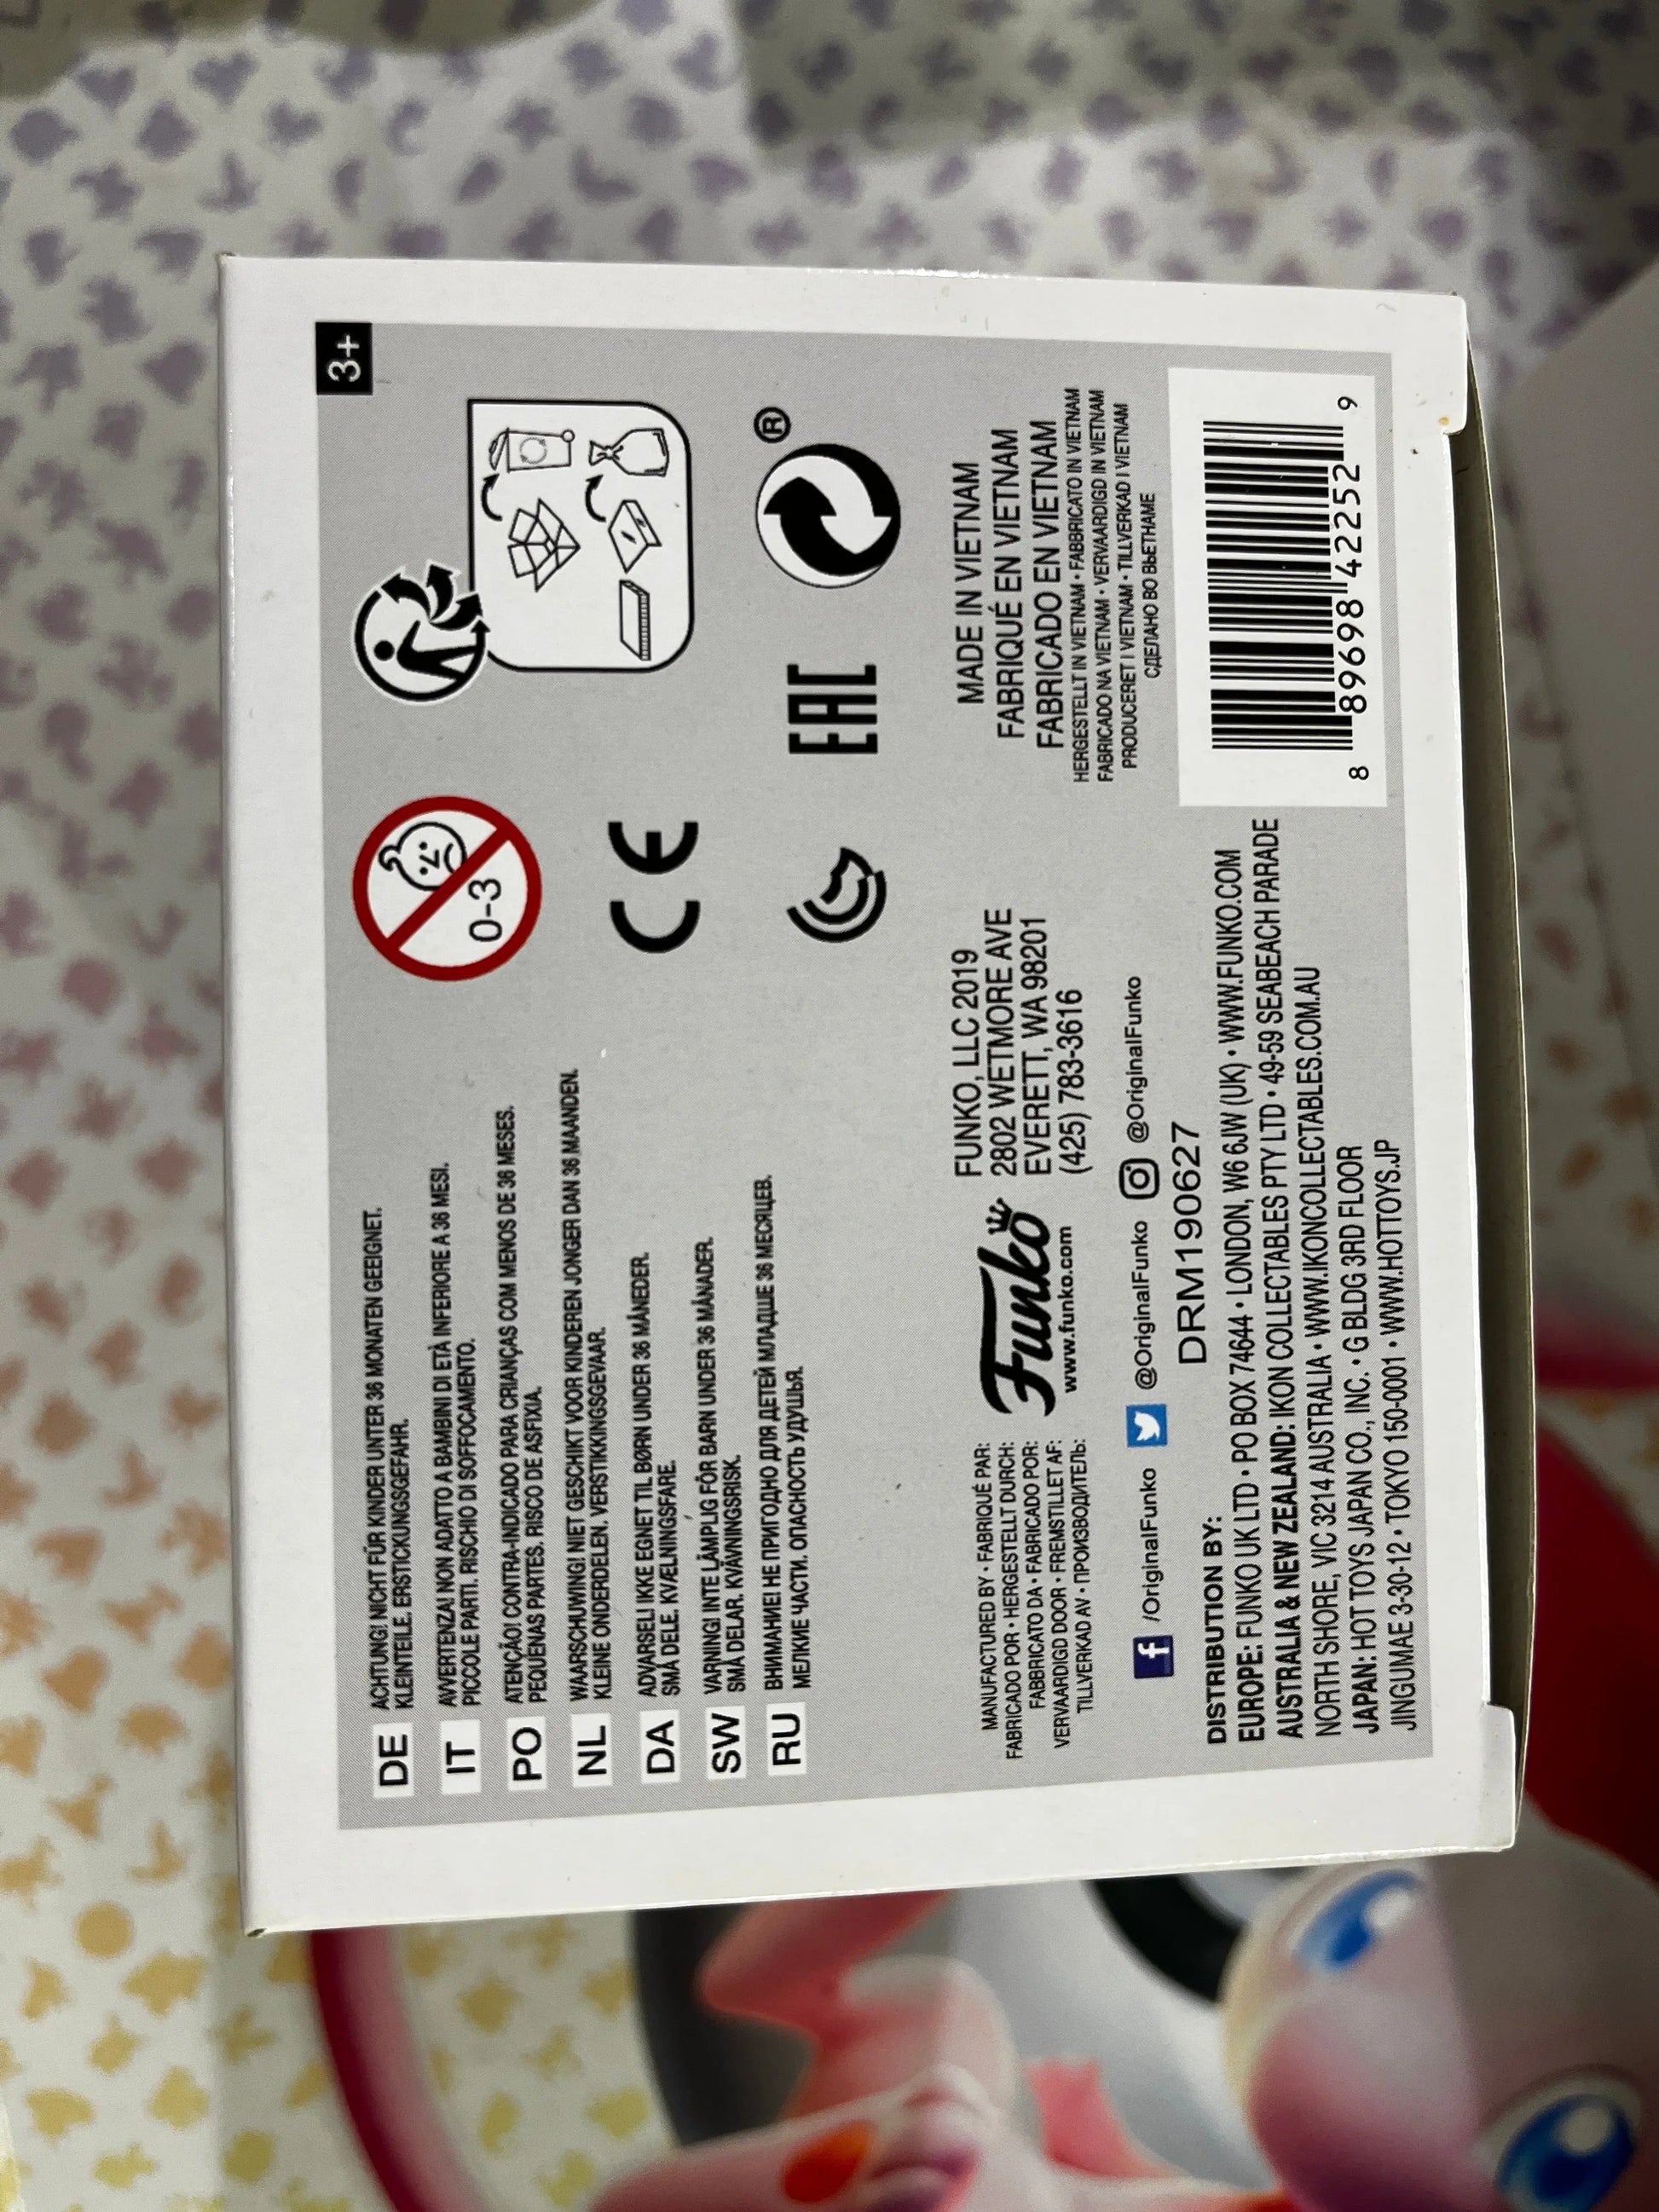 3+
DE ACHTUNG! NICHT FÜR KINDER UNTER 36 MONATEN GEEIGNET.
KLEINTEILE. ERSTICKUNGSGEFAHR.
IT AVVERTENZA! NON ADATTO A BAMBINI DI ETÀ INFERIORE A 36 MESI.
PICCOLE PARTI. RISCHIO DI SOFFOCAMENTO.
PO ATENÇÃO! CONTRA-INDICADO PARA CRIANÇAS COM MENOS DE 36 MESES.
PEQUENAS PARTES. RISCO DE ASFIXIA.
NL WAARSCHUWING! NIET GESCHIKT VOOR KINDEREN JONGER DAN 36 MAANDEN.
KLEINE ONDERDELEN. VERSTIKKINGSGEVAAR.
DA ADVARSEL! IKKE EGNET TIL BØRN UNDER 36 MÅNEDER.
SMÅ DELE. KVÆLNINGSFARE.
SW VARNING! INTE LÄMPLIG FÖR BARN UNDER 36 MÅNADER.
SMÅ DELAR. KVÄVNINGSRISK.
RU ВНИМАНИЕ! НЕ ПРИГОДНО ДЛЯ ДЕТЕЙ МЛАДШЕ 36 МЕСЯЦЕВ.
МЕЛКИЕ ЧАСТИ. ОПАСНОСТЬ УДУШЬЯ.
0-3
CE
EAC
®
MANUFACTURED BY • FABRIQUÉ PAR:
FABRICADO POR • HERGESTELLT DURCH:
FABBRICATO DA • FABRICADO POR:
VERVAARDIGD DOOR • FREMSTILLET AF:
TILLVERKAD AV • ПРОИЗВОДИТЕЛЬ:
Funko
www.funko.com
FUNKO, LLC 2019
2802 WETMORE AVE
EVERETT, WA 98201
(425) 783-3616
MADE IN VIETNAM
FABRIQUÉ EN VIETNAM
FABRICADO EN VIETNAM
HERGESTELLT IN VIETNAM • FABBRICATO IN VIETNAM
FABRICADO NA VIETNAM • VERVAARDIGD IN VIETNAM
PRODUCERET I VIETNAM • TILLVERKAD I VIETNAM
СДЕЛАНО ВО ВЬЕТНАМЕ
f /OriginalFunko @OriginalFunko @OriginalFunko
DRM190627
DISTRIBUTION BY:
EUROPE: FUNKO UK LTD • PO BOX 74644 • LONDON, W6 6JW (UK) • WWW.FUNKO.COM
AUSTRALIA & NEW ZEALAND: IKON COLLECTABLES PTY LTD • 49-59 SEABEACH PARADE
NORTH SHORE, VIC 3214 AUSTRALIA • WWW.IKONCOLLECTABLES.COM.AU
JAPAN: HOT TOYS JAPAN CO., INC. • G BLDG 3RD FLOOR
JINGUMAE 3-30-12 • TOKYO 150-0001 • WWW.HOTTOYS.JP
8 89698 42252 9